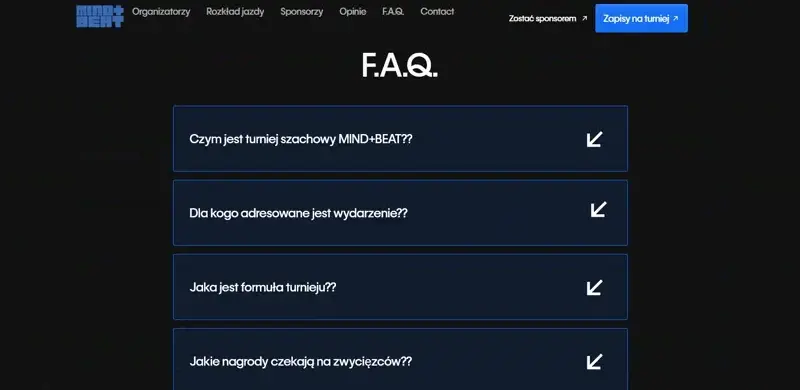 MIND+
BEAT
Organizatorzy Rozkład jazdy Sponsorzy Opinie F.A.Q. Contact
Zostać sponsorem ↗ Zapisy na turniej ↗
F.A.Q.
Czym jest turniej szachowy MIND+BEAT??
Dla kogo adresowane jest wydarzenie??
Jaka jest formuła turnieju??
Jakie nagrody czekają na zwycięzców??